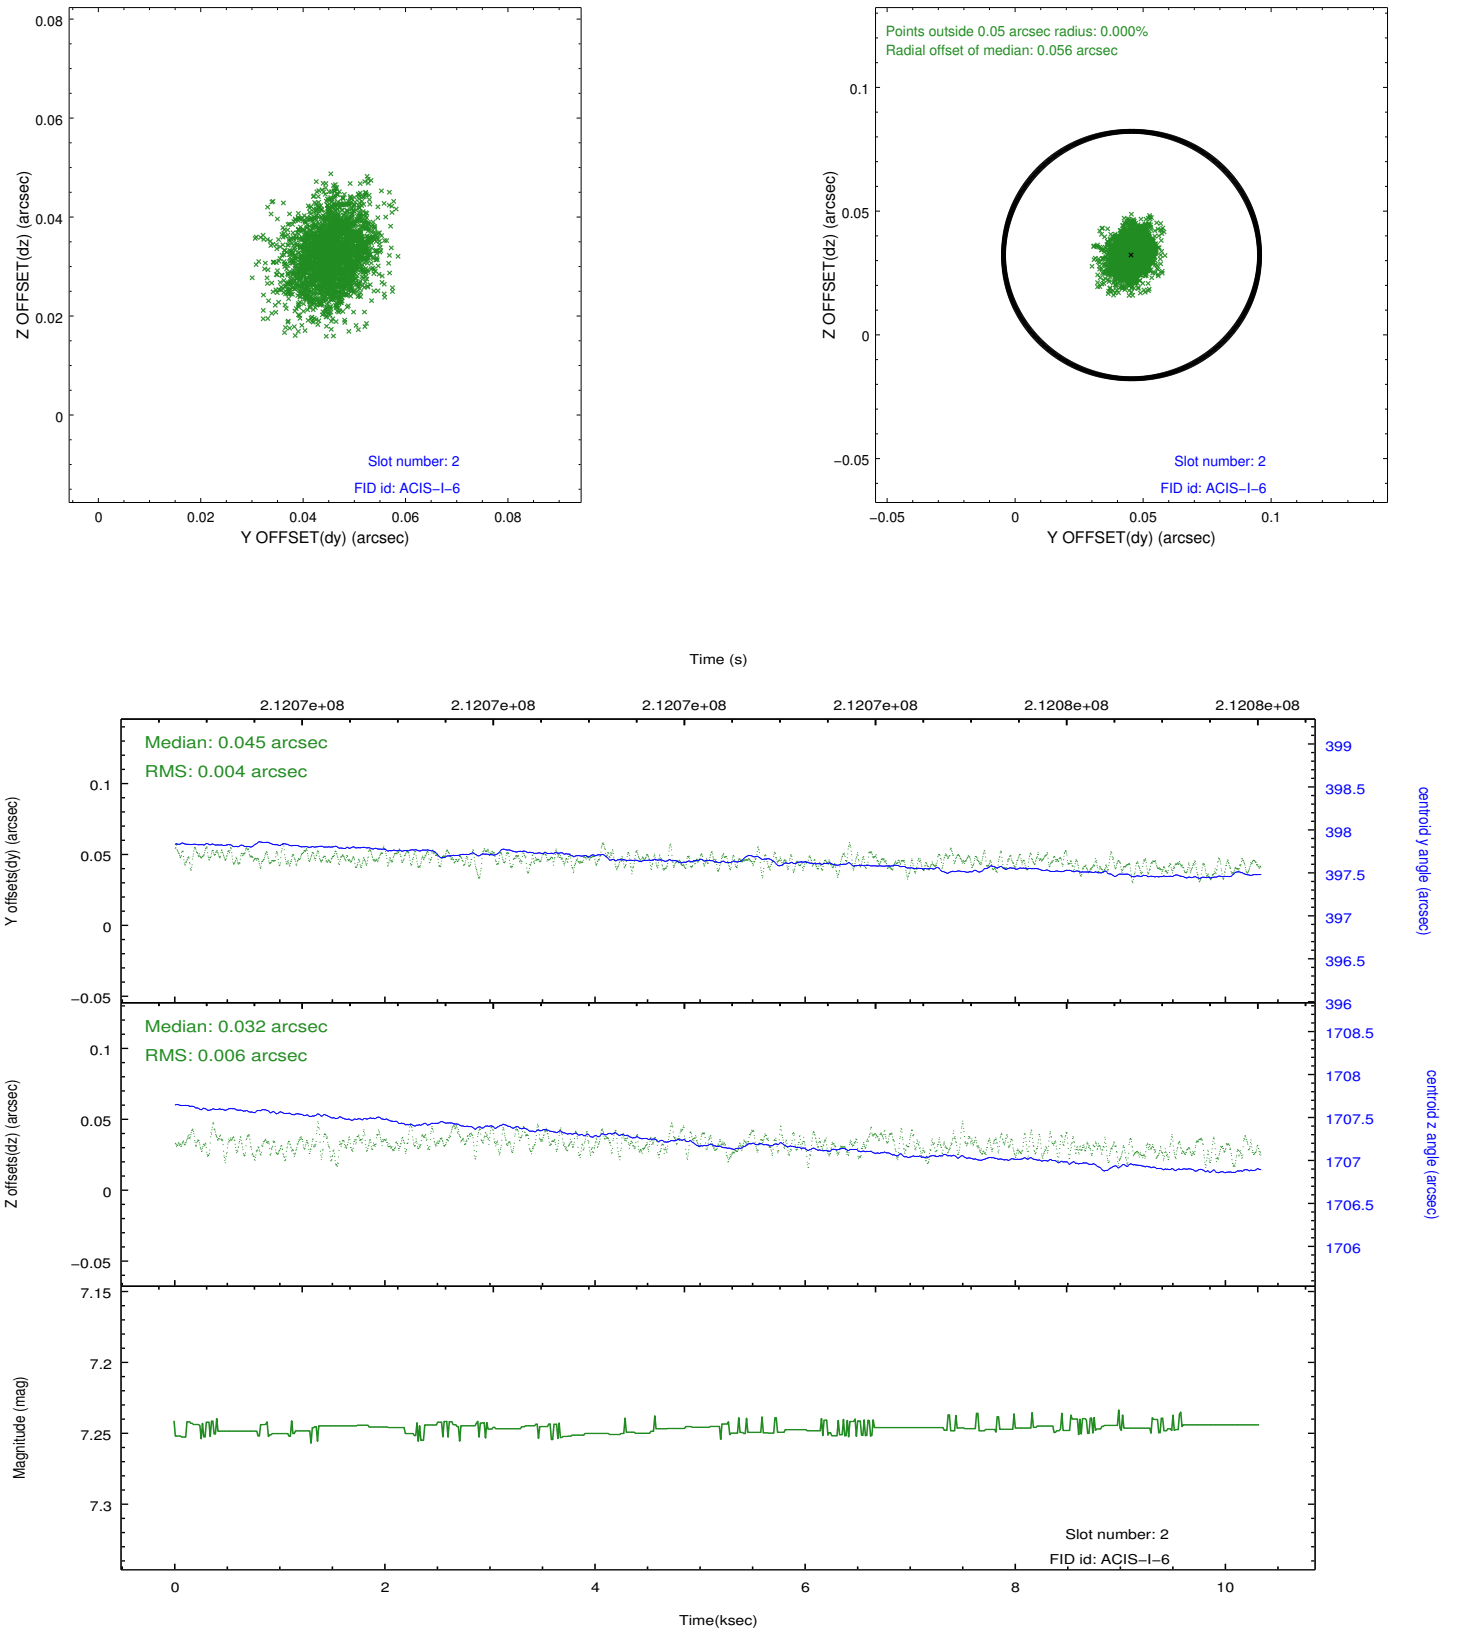 0.08
0.06
0.04
0.02
0
Z OFFSET(dz) (arcsec)
Slot number: 2
FID id: ACIS−I−6
0 0.02 0.04 0.06 0.08
Y OFFSET(dy) (arcsec)
Points outside 0.05 arcsec radius: 0.000%
Radial offset of median: 0.056 arcsec
0.1
0.05
0
−0.05
Z OFFSET(dz) (arcsec)
Slot number: 2
FID id: ACIS−I−6
−0.05 0 0.05 0.1
Y OFFSET(dy) (arcsec)
Time (s)
2.1207e+08 2.1207e+08 2.1207e+08 2.1207e+08 2.1208e+08 2.1208e+08
Median: 0.045 arcsec
RMS: 0.004 arcsec
0.1
0.05
0
−0.05
Y offsets(dy) (arcsec)
399
398.5
398
397.5
397
396.5
396
centroid y angle (arcsec)
Median: 0.032 arcsec
RMS: 0.006 arcsec
0.1
0.05
0
−0.05
Z offsets(dz) (arcsec)
1708.5
1708
1707.5
1707
1706.5
1706
centroid z angle (arcsec)
7.15
7.2
7.25
7.3
Magnitude (mag)
Slot number: 2
FID id: ACIS−I−6
0 2 4 6 8 10
Time(ksec)